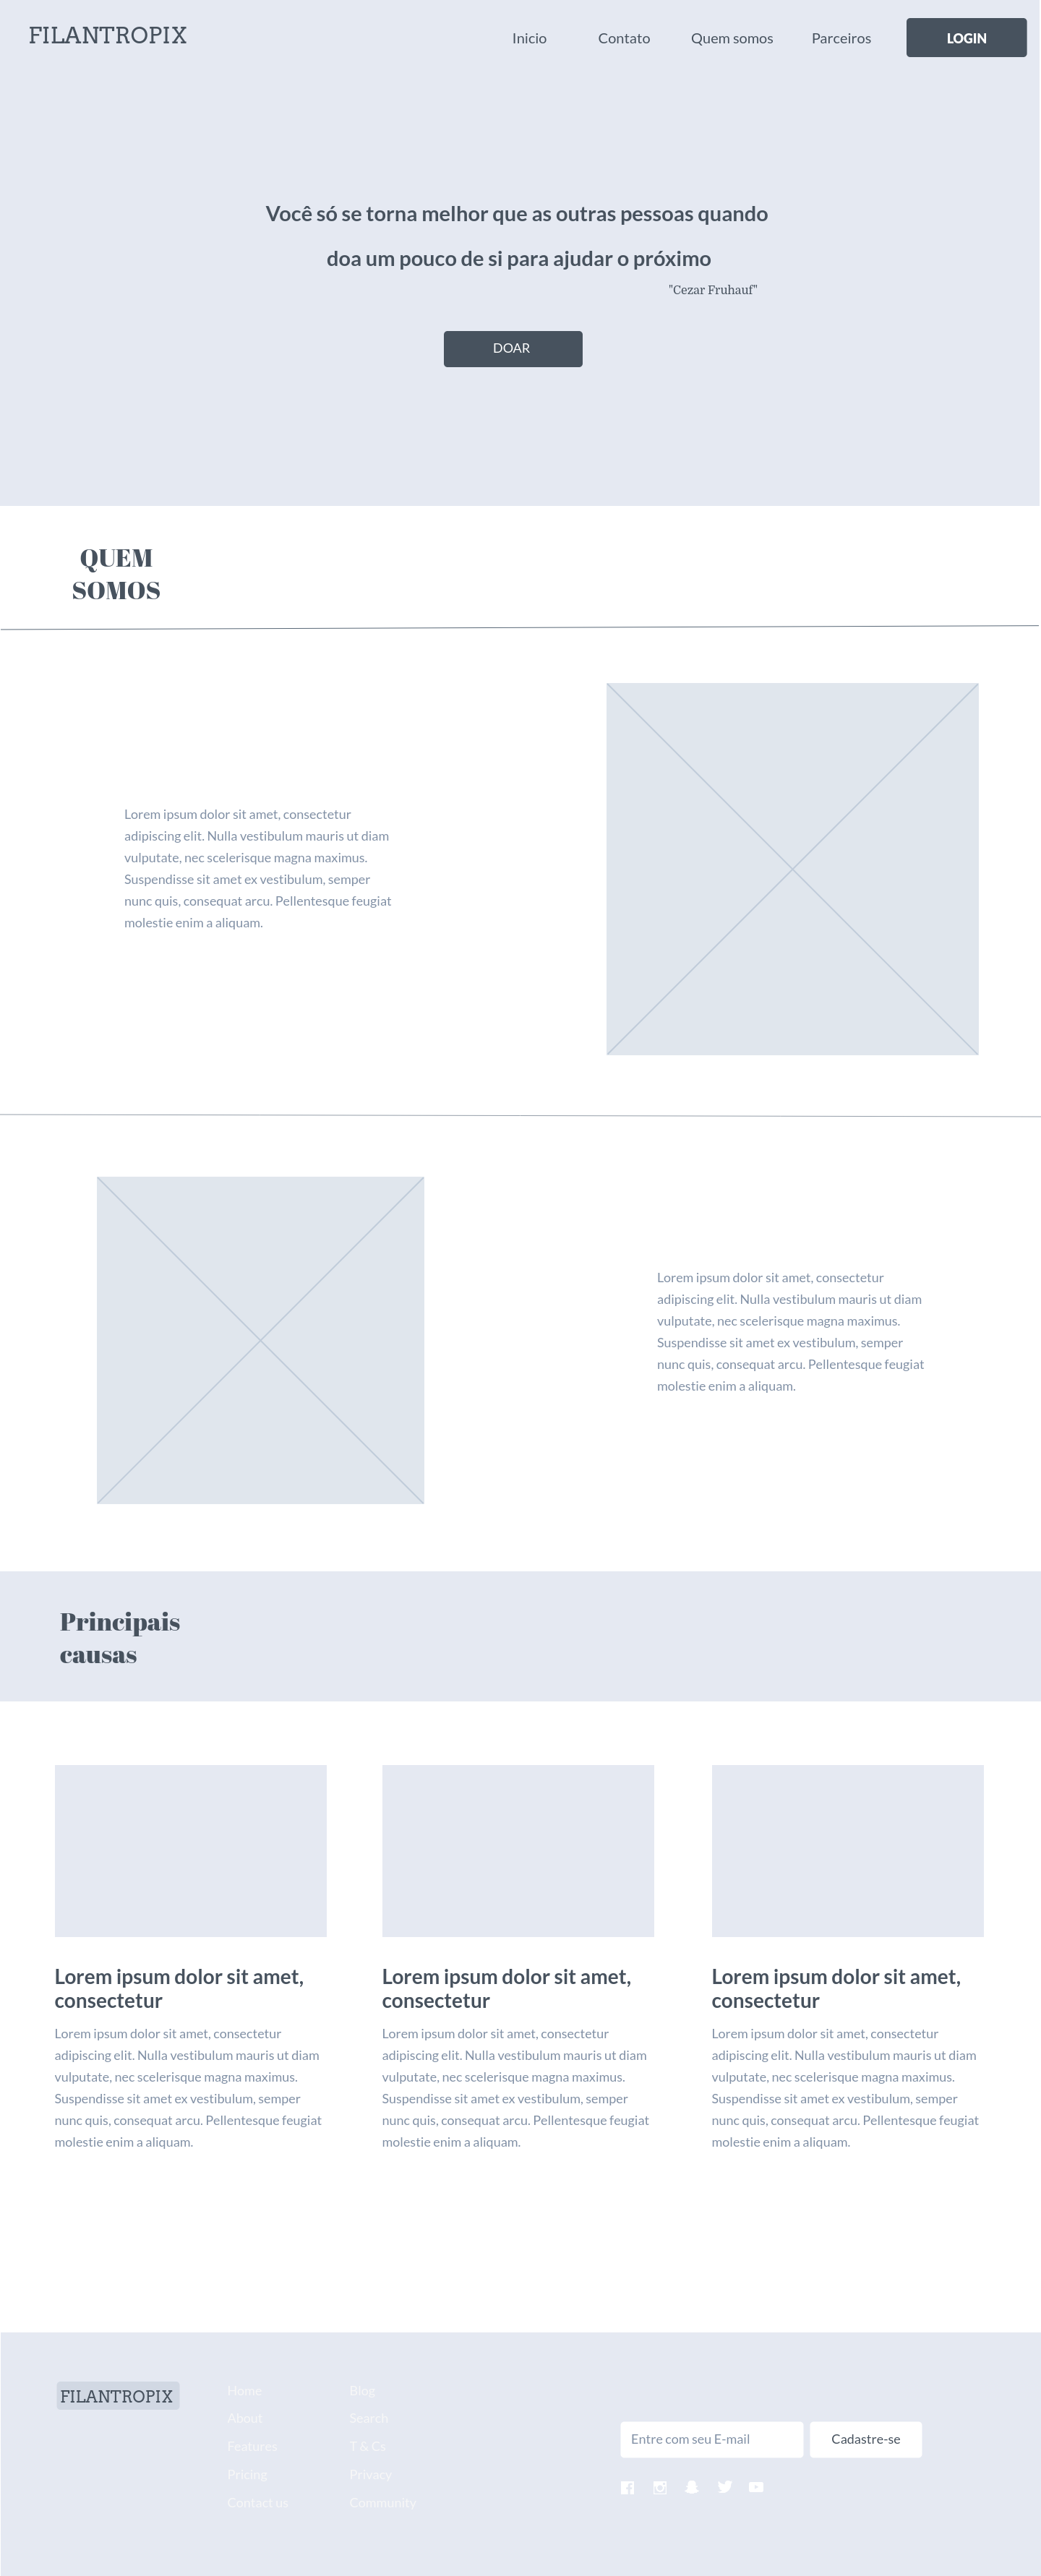 FILANTROPIX
Inicio
Contato
Quem somos
Parceiros
LOGIN
Você só se torna melhor que as outras pessoas quando
doa um pouco de si para ajudar o próximo
"Cezar Fruhauf"
DOAR
QUEM
SOMOS
Lorem ipsum dolor sit amet, consectetur
adipiscing elit. Nulla vestibulum mauris ut diam
vulputate, nec scelerisque magna maximus.
Suspendisse sit amet ex vestibulum, semper
nunc quis, consequat arcu. Pellentesque feugiat
molestie enim a aliquam.
Lorem ipsum dolor sit amet, consectetur
adipiscing elit. Nulla vestibulum mauris ut diam
vulputate, nec scelerisque magna maximus.
Suspendisse sit amet ex vestibulum, semper
nunc quis, consequat arcu. Pellentesque feugiat
molestie enim a aliquam.
Principais
causas
Lorem ipsum dolor sit amet,
consectetur
Lorem ipsum dolor sit amet, consectetur
adipiscing elit. Nulla vestibulum mauris ut diam
vulputate, nec scelerisque magna maximus.
Suspendisse sit amet ex vestibulum, semper
nunc quis, consequat arcu. Pellentesque feugiat
molestie enim a aliquam.
Lorem ipsum dolor sit amet,
consectetur
Lorem ipsum dolor sit amet, consectetur
adipiscing elit. Nulla vestibulum mauris ut diam
vulputate, nec scelerisque magna maximus.
Suspendisse sit amet ex vestibulum, semper
nunc quis, consequat arcu. Pellentesque feugiat
molestie enim a aliquam.
Lorem ipsum dolor sit amet,
consectetur
Lorem ipsum dolor sit amet, consectetur
adipiscing elit. Nulla vestibulum mauris ut diam
vulputate, nec scelerisque magna maximus.
Suspendisse sit amet ex vestibulum, semper
nunc quis, consequat arcu. Pellentesque feugiat
molestie enim a aliquam.
FILANTROPIX
Home
About
Features
Pricing
Contact us
Blog
Search
T & Cs
Privacy
Community
Entre com seu E-mail
Cadastre-se